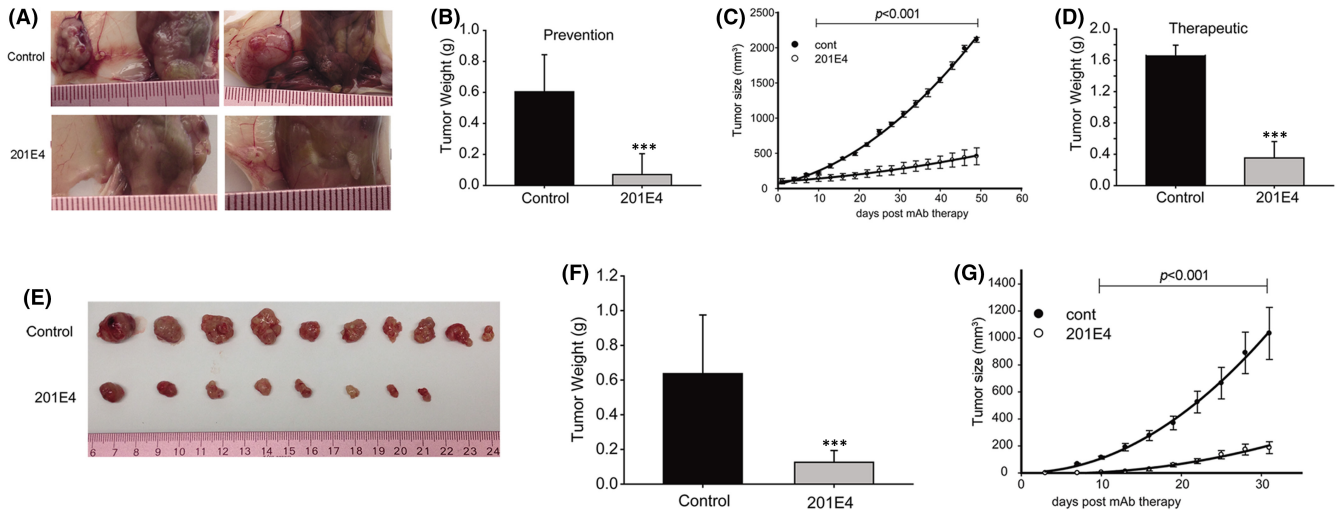 (A)
Control
201E4
(B)
Prevention
Tumor Weight (g)
1.0
0.8
0.6
0.4
0.2
0.0
***
Control
201E4
(C)
p<0.001
cont
201E4
Tumor size (mm³)
2500
2000
1500
1000
500
0
0
10
20
30
40
50
60
days post mAb therapy
(D)
Therapeutic
Tumor Weight (g)
2.0
1.6
1.2
0.8
0.4
0.0
***
Control
201E4
(E)
Control
201E4
6 7 8 9 10 11 12 13 14 15 16 17 18 19 20 21 22 23 24
(F)
Tumor Weight (g)
1.2
1.0
0.8
0.6
0.4
0.2
0.0
***
Control
201E4
(G)
p<0.001
cont
201E4
Tumor size (mm³)
1400
1200
1000
800
600
400
200
0
0
10
20
30
days post mAb therapy